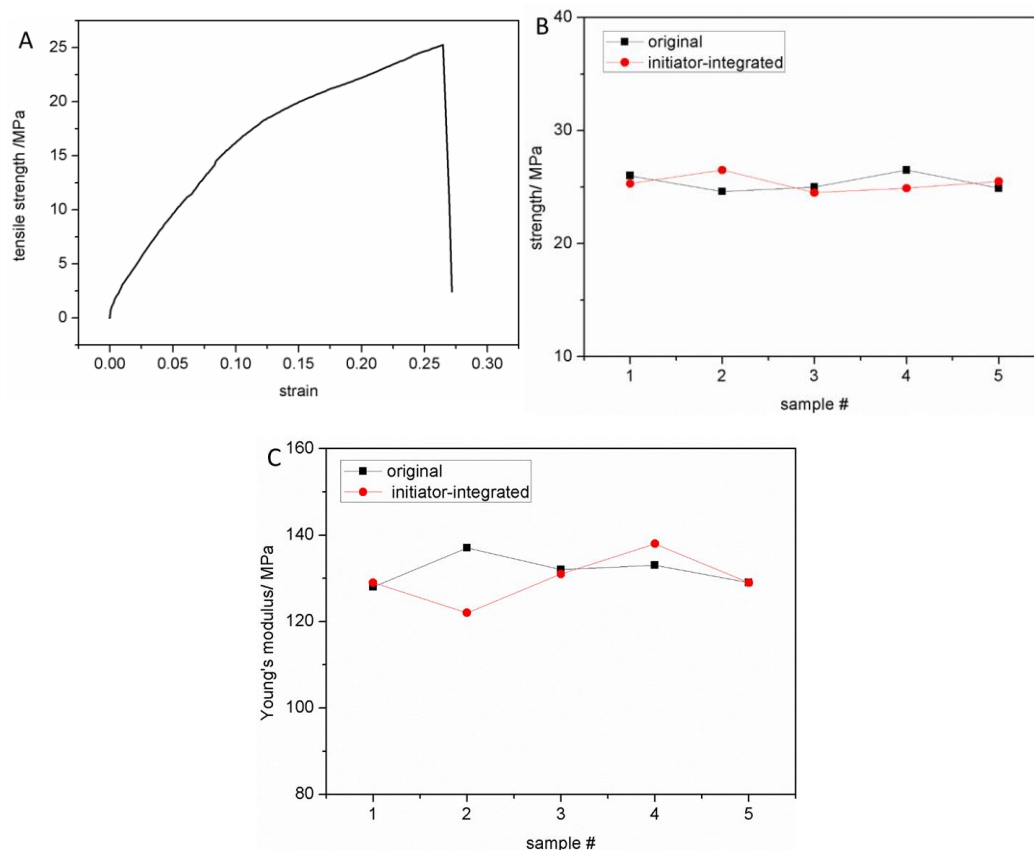 A
tensile strength /MPa
25
20
15
10
5
0
0.00 0.05 0.10 0.15 0.20 0.25 0.30
strain
B
original
initiator-integrated
strength/ MPa
40
30
20
10
1 2 3 4 5
sample #
C
original
initiator-integrated
Young's modulus/ MPa
160
140
120
100
80
1 2 3 4 5
sample #